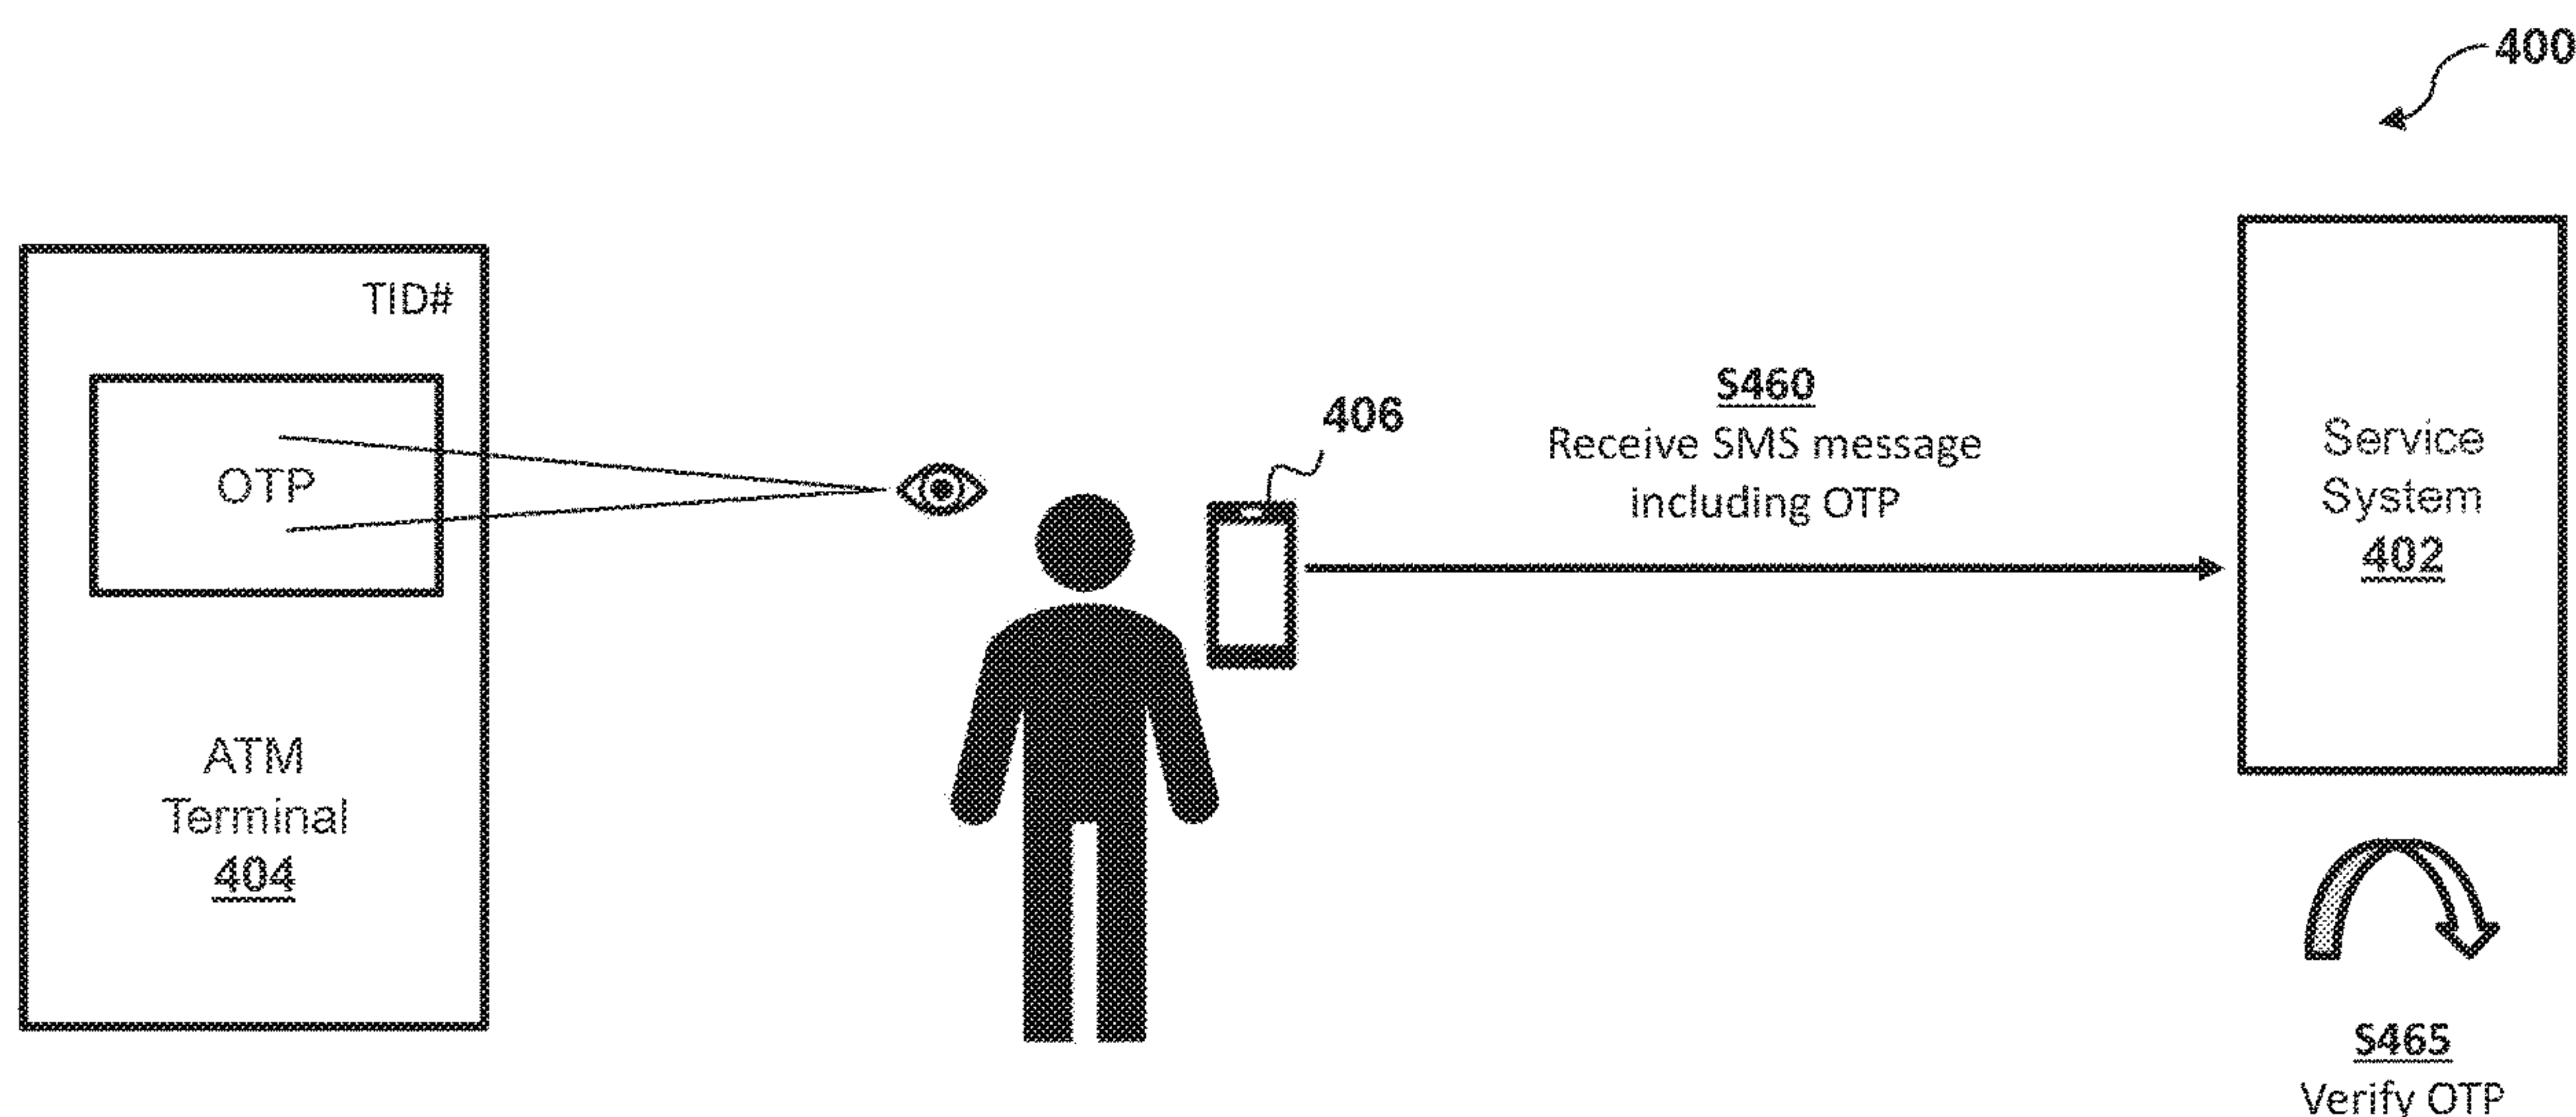 400
TID#
OTP
ATM
Terminal
404
406
S460
Receive SMS message
including OTP
Service
System
402
S465
Verify OTP